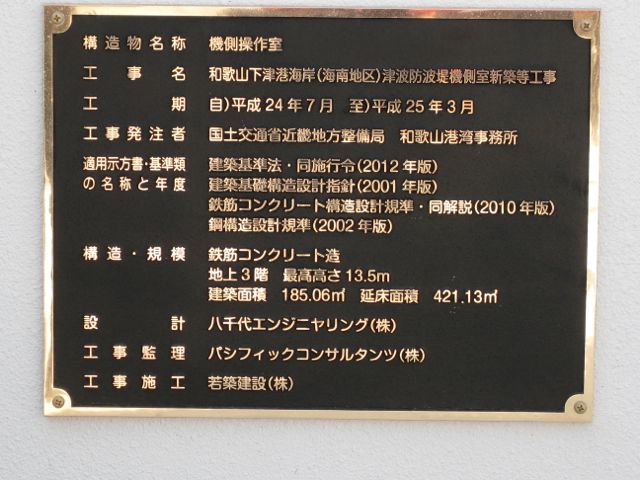 構造物名称 機側操作室
工事名 和歌山下津港海岸(海南地区)津波防波堤機側室新築等工事
工期 自)平成24年7月 至)平成25年3月
工事発注者 国土交通省近畿地方整備局 和歌山港湾事務所
適用示方書・基準類 建築基準法・同施行令(2012年版)
の名称と年度 建築基礎構造設計指針(2001年版)
鉄筋コンクリート構造設計規準・同解説(2010年版)
鋼構造設計規準(2002年版)
構造・規模 鉄筋コンクリート造
地上3階 最高高さ13.5m
建築面積 185.06㎡ 延床面積 421.13㎡
設計 八千代エンジニヤリング(株)
工事監理 パシフィックコンサルタンツ(株)
工事施工 若築建設(株)